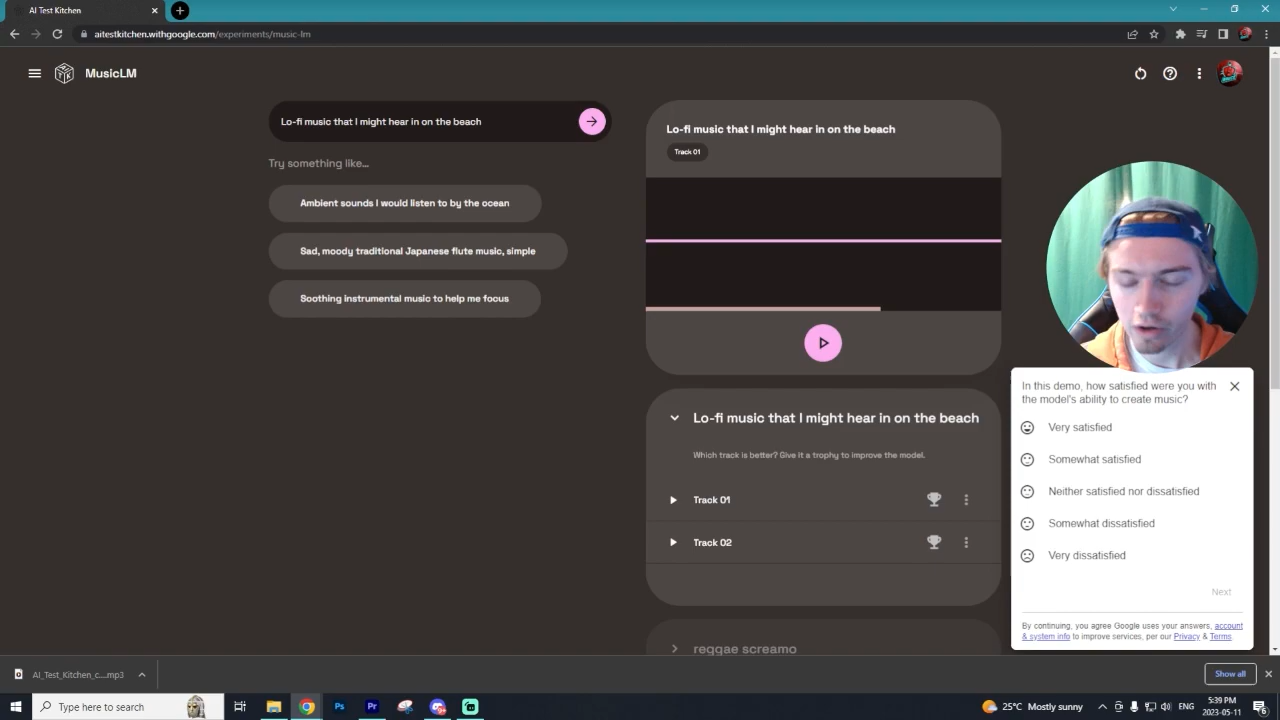 AI Test Kitchen
aitestkitchen.withgoogle.com/experiments/music-lm
MusicLM
Lo-fi music that I might hear in on the beach
Try something like...
Ambient sounds I would listen to by the ocean
Sad, moody traditional Japanese flute music, simple
Soothing instrumental music to help me focus
Lo-fi music that I might hear in on the beach
Track 01
Lo-fi music that I might hear in on the beach
Which track is better? Give it a trophy to improve the model.
Track 01
Track 02
reggae screamo
In this demo, how satisfied were you with
the model's ability to create music?
Very satisfied
Somewhat satisfied
Neither satisfied nor dissatisfied
Somewhat dissatisfied
Very dissatisfied
Next
By continuing, you agree Google uses your answers, account
& system info to improve services, per our Privacy & Terms.
AI_Test_Kitchen_c....mp3
Show all
Type here to search
Ps
Pr
25°C Mostly sunny
5:39 PM
2023-05-11
6